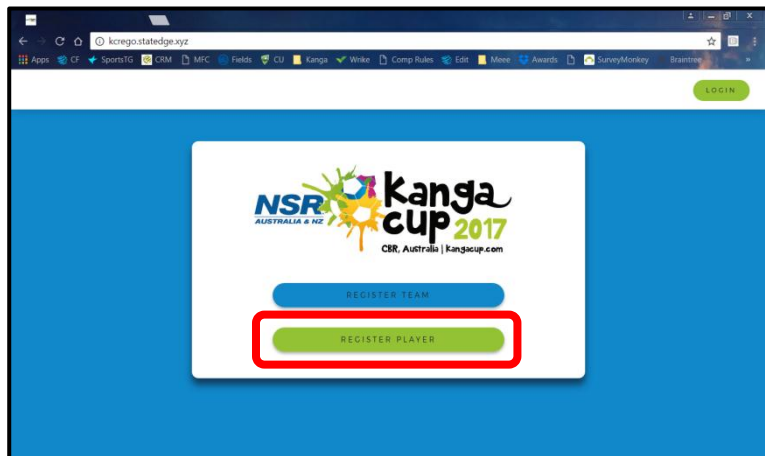 kcrego.statedge.xyz
Apps CF SportsTG CRM MFC Fields CU Kanga Wrike Comp Rules Edit Meee Awards SurveyMonkey Braintree »
LOGIN
NSR
AUSTRALIA & NZ
Kanga
cup 2017
CBR, Australia | kangacup.com
REGISTER TEAM
REGISTER PLAYER